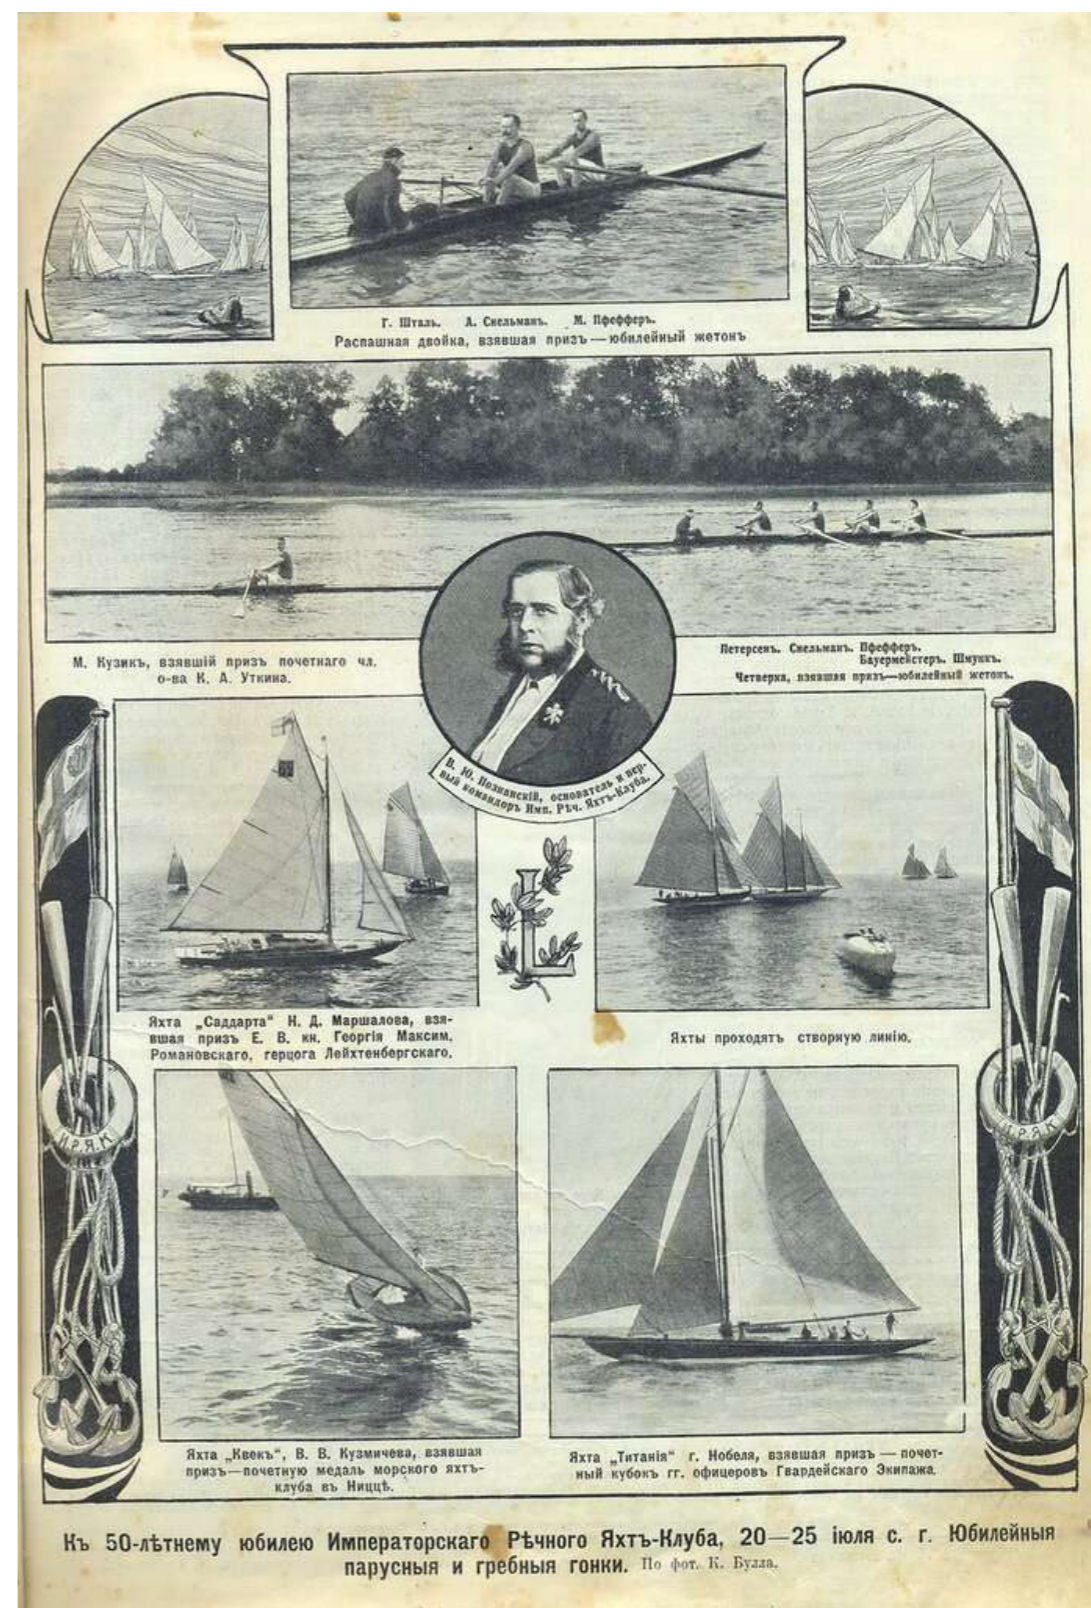 Г. Шталь. А. Снельманъ. М. Пфефферъ.
Распашная двойка, взявшая призъ — юбилейный жетонъ
М. Кузикъ, взявшій призъ почетнаго чл.
о-ва К. А. Уткина.
Петерсенъ. Снельманъ. Пфефферъ.
Бауермейстеръ. Шмункъ.
Четверка, взявшая призъ—юбилейный жетонъ.
В. Ю. Познанскій, основатель и пер-
вый командоръ Имп. Рѣч. Яхтъ-Клуба.
L
Яхта „Саддарта“ Н. Д. Маршалова, взя-
вшая призъ Е. В. кн. Георгія Максим.
Романовскаго, герцога Лейхтенбергскаго.
Яхты проходятъ створную линію.
И.Р.Я.К
И.Р.Я.К
Яхта „Квекъ“, В. В. Кузмичева, взявшая
призъ—почетную медаль морского яхтъ-
клуба въ Ниццѣ.
Яхта „Титанія“ г. Нобеля, взявшая призъ — почет-
ный кубокъ гг. офицеровъ Гвардейскаго Экипажа.
Къ 50-лѣтнему юбилею Императорскаго Рѣчного Яхтъ-Клуба, 20—25 іюля с. г. Юбилейныя
парусныя и гребныя гонки. По фот. К. Булла.